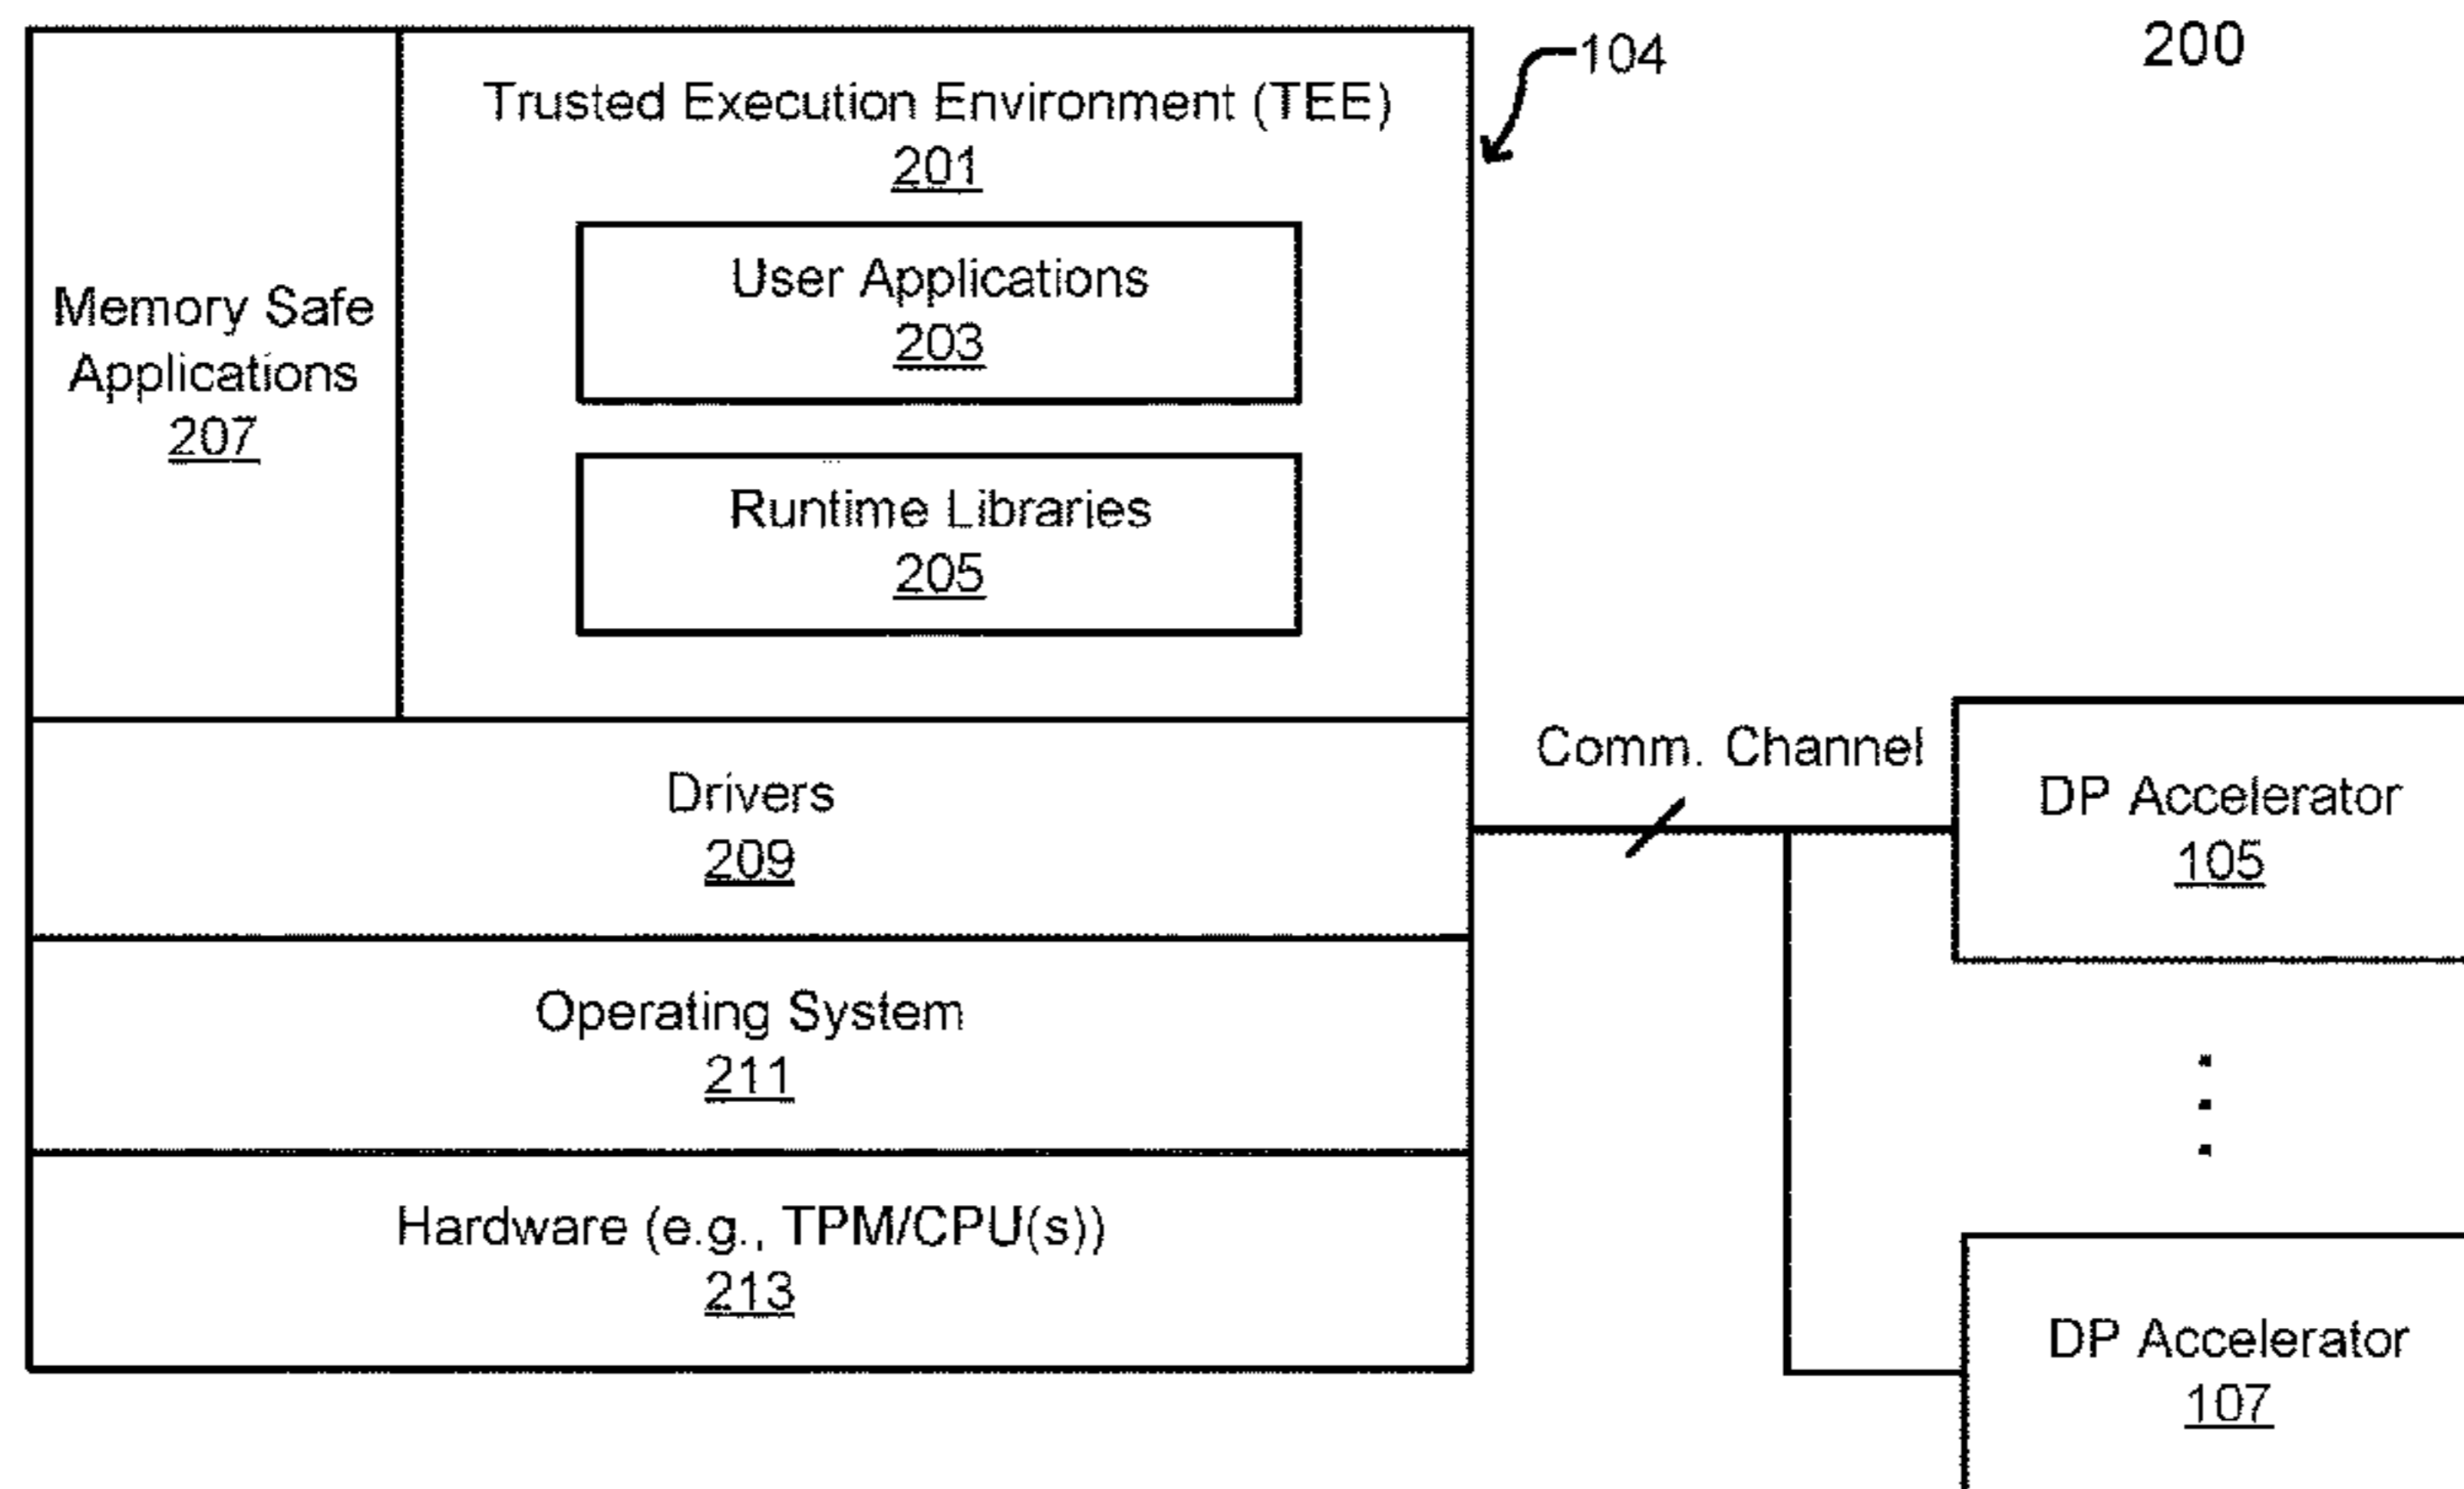 200
104
Trusted Execution Environment (TEE)
201
User Applications
203
Memory Safe
Applications
207
Runtime Libraries
205
Drivers
209
Comm. Channel
DP Accelerator
105
Operating System
211
Hardware (e.g., TPM/CPU(s))
213
DP Accelerator
107